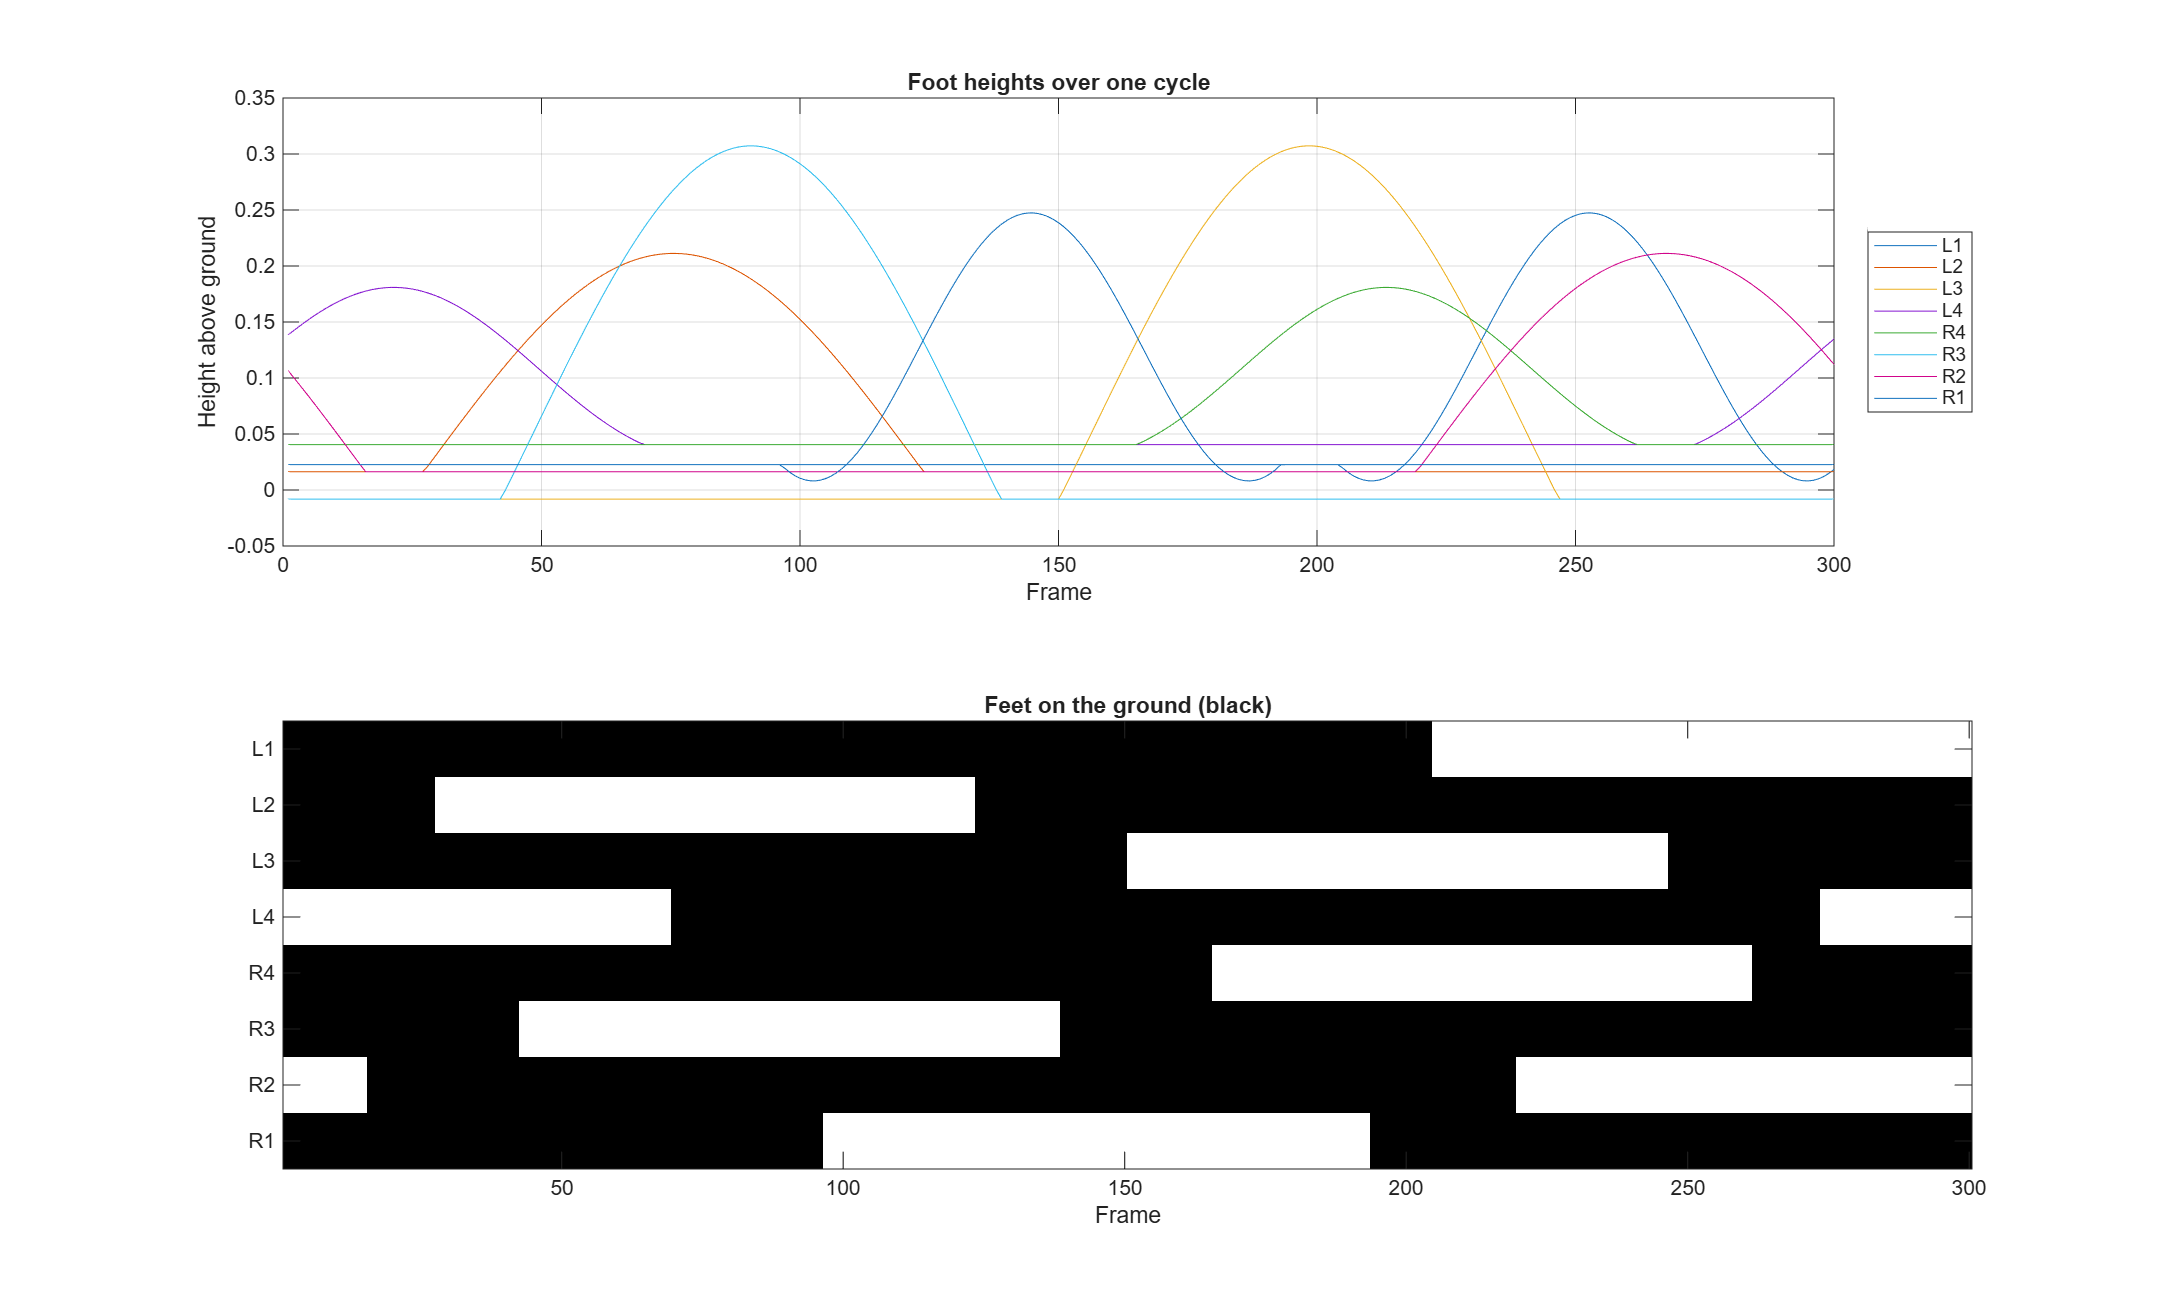 Foot heights over one cycle
0.35
0.3
0.25
0.2
0.15
0.1
0.05
0
-0.05
Height above ground
0 50 100 150 200 250 300
Frame
L1
L2
L3
L4
R4
R3
R2
R1
Feet on the ground (black)
L1
L2
L3
L4
R4
R3
R2
R1
50 100 150 200 250 300
Frame